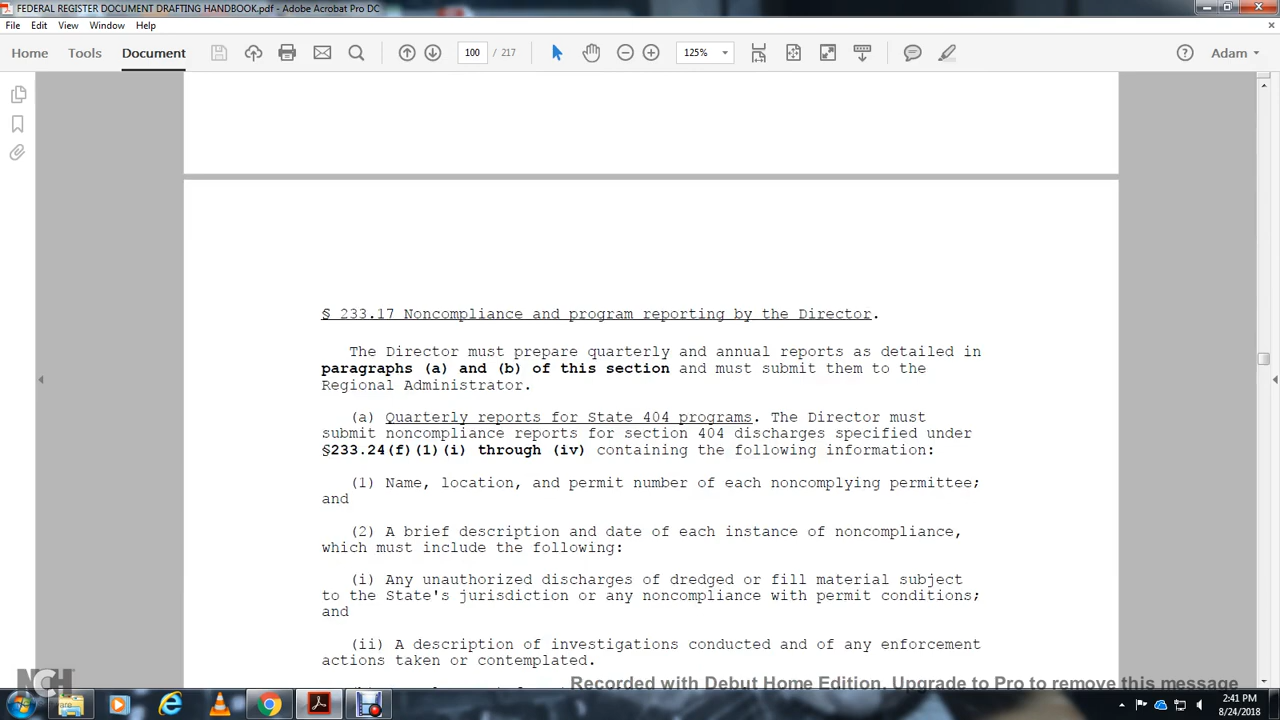 FEDERAL REGISTER DOCUMENT DRAFTING HANDBOOK.pdf - Adobe Acrobat Pro DC
File Edit View Window Help
Home Tools Document 100 / 217 125% Adam
§ 233.17 Noncompliance and program reporting by the Director.
The Director must prepare quarterly and annual reports as detailed in
paragraphs (a) and (b) of this section and must submit them to the
Regional Administrator.
(a) Quarterly reports for State 404 programs. The Director must
submit noncompliance reports for section 404 discharges specified under
§233.24(f)(1)(i) through (iv) containing the following information:
(1) Name, location, and permit number of each noncomplying permittee;
and
(2) A brief description and date of each instance of noncompliance,
which must include the following:
(i) Any unauthorized discharges of dredged or fill material subject
to the State's jurisdiction or any noncompliance with permit conditions;
and
(ii) A description of investigations conducted and of any enforcement
actions taken or contemplated.
NCH
Recorded with Debut Home Edition. Upgrade to Pro to remove this message
2:41 PM
8/24/2018